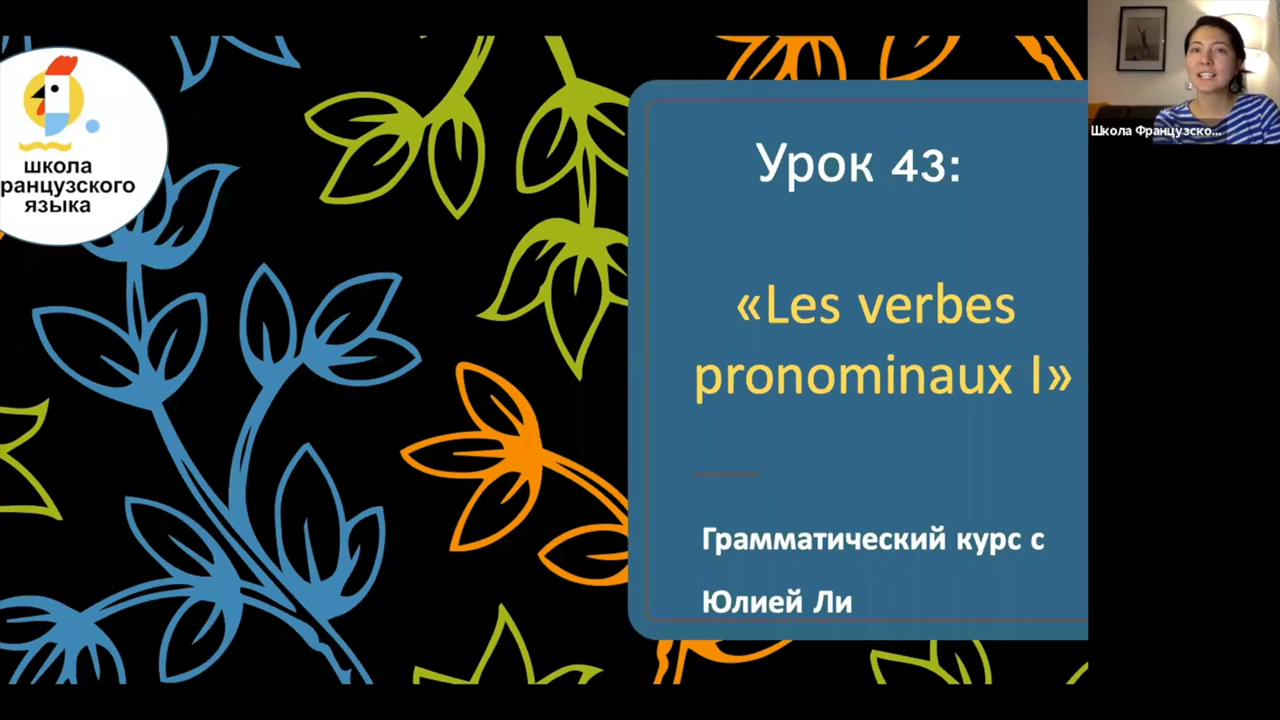 школа
ранцузского
языка
Урок 43:
«Les verbes
pronominaux I»
Грамматический курс с
Юлией Ли
Школа Французско...